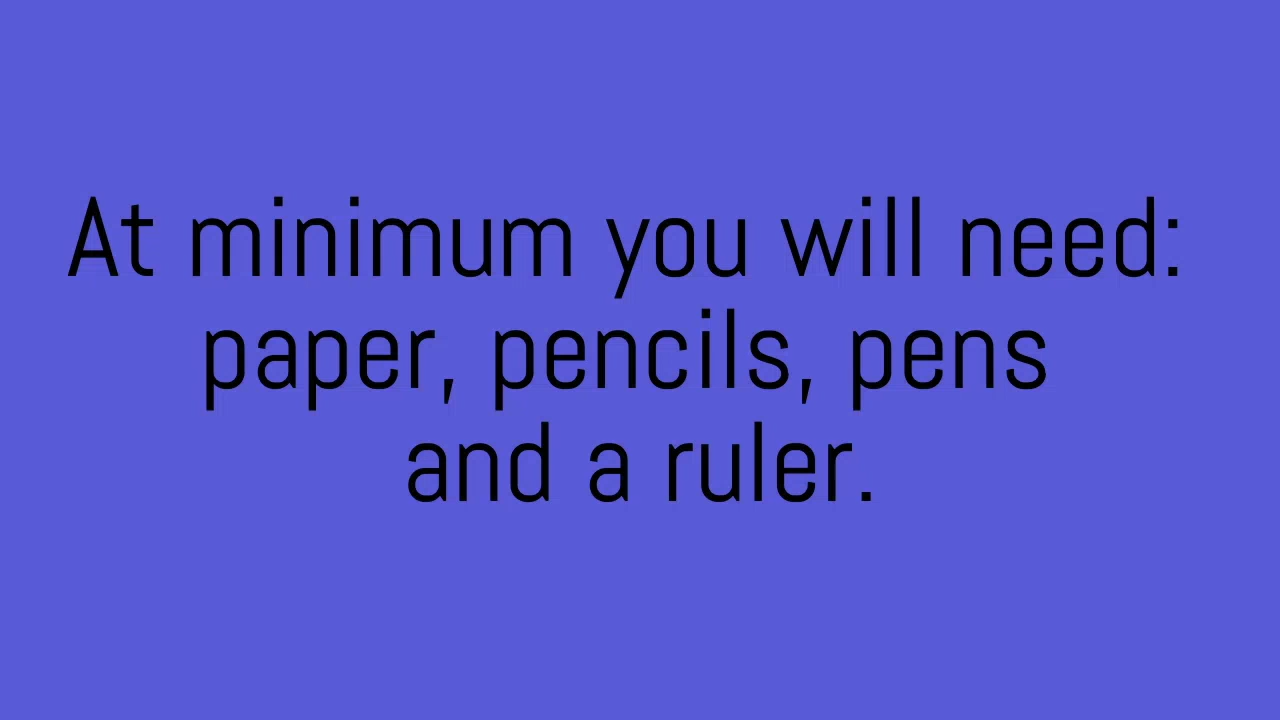 At minimum you will need:
paper, pencils, pens
and a ruler.